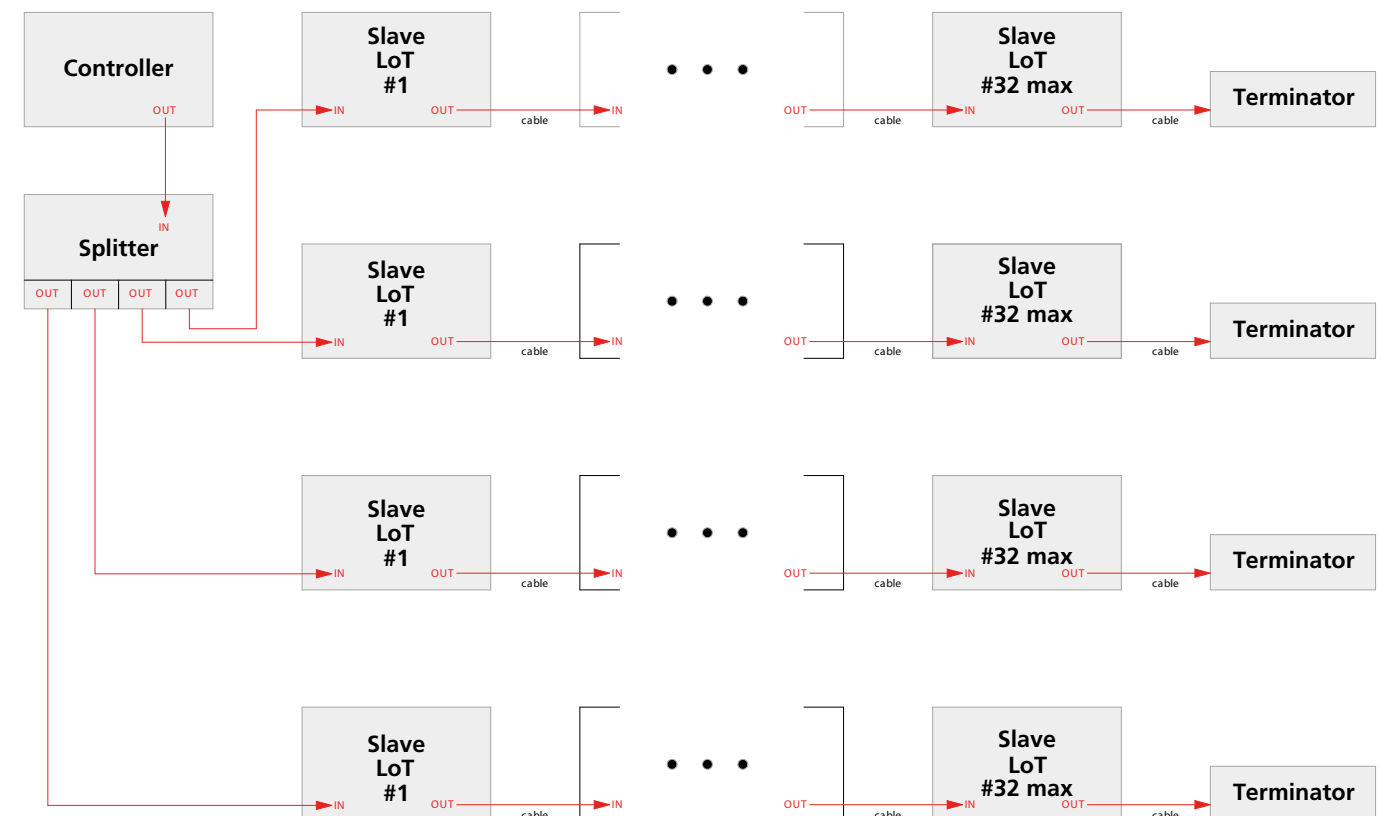 Controller
OUT
Slave
LoT
#1
IN
OUT
cable
IN
OUT
cable
Slave
LoT
#32 max
IN
OUT
cable
Terminator
IN
Splitter
OUT
OUT
OUT
OUT
Slave
LoT
#1
IN
OUT
cable
IN
OUT
cable
Slave
LoT
#32 max
IN
OUT
cable
Terminator
Slave
LoT
#1
IN
OUT
cable
IN
OUT
cable
Slave
LoT
#32 max
IN
OUT
cable
Terminator
Slave
LoT
#1
IN
OUT
cable
IN
OUT
cable
Slave
LoT
#32 max
IN
OUT
cable
Terminator